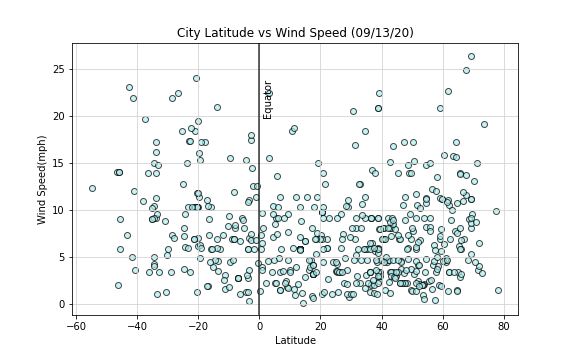 City Latitude vs Wind Speed (09/13/20)
Wind Speed(mph)
25
20
15
10
5
0
Equator
−60 −40 −20 0 20 40 60 80
Latitude